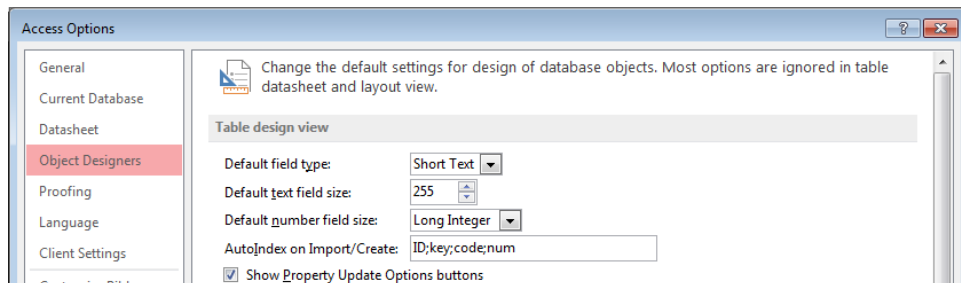 Access Options
General
Current Database
Datasheet
Object Designers
Proofing
Language
Client Settings
Change the default settings for design of database objects. Most options are ignored in table
datasheet and layout view.
Table design view
Default field type: Short Text
Default text field size: 255
Default number field size: Long Integer
AutoIndex on Import/Create: ID;key;code;num
Show Property Update Options buttons